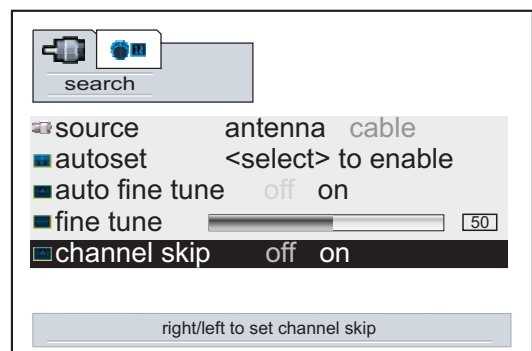 search
source antenna cable
autoset <select> to enable
auto fine tune off on
fine tune 50
channel skip off on
right/left to set channel skip